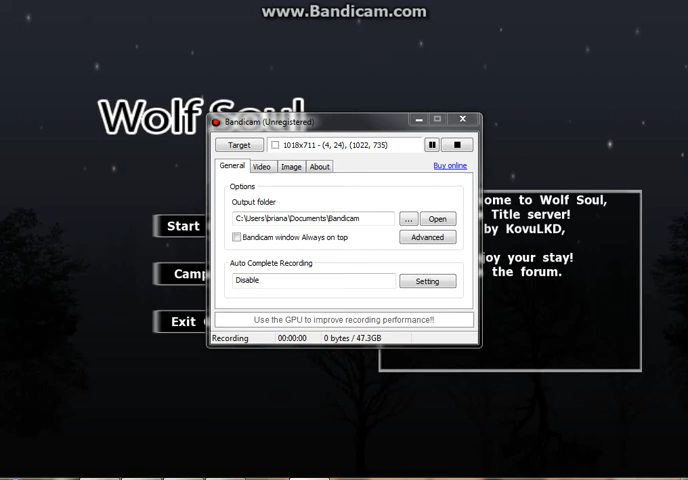 www.Bandicam.com
Wolf Soul
Bandicam (Unregistered)
Target
1018x711 - (4, 24), (1022, 735)
General Video Image About
Buy online
Options
Output folder
C:\Users\briana\Documents\Bandicam
... Open
Bandicam window Always on top
Advanced
Auto Complete Recording
Disable
Setting
Use the GPU to improve recording performance!!
Recording 00:00:00 0 bytes / 47.3GB
Start
Camp
Exit
ome to Wolf Soul,
Title server!
by KovuLKD,
joy your stay!
the forum.